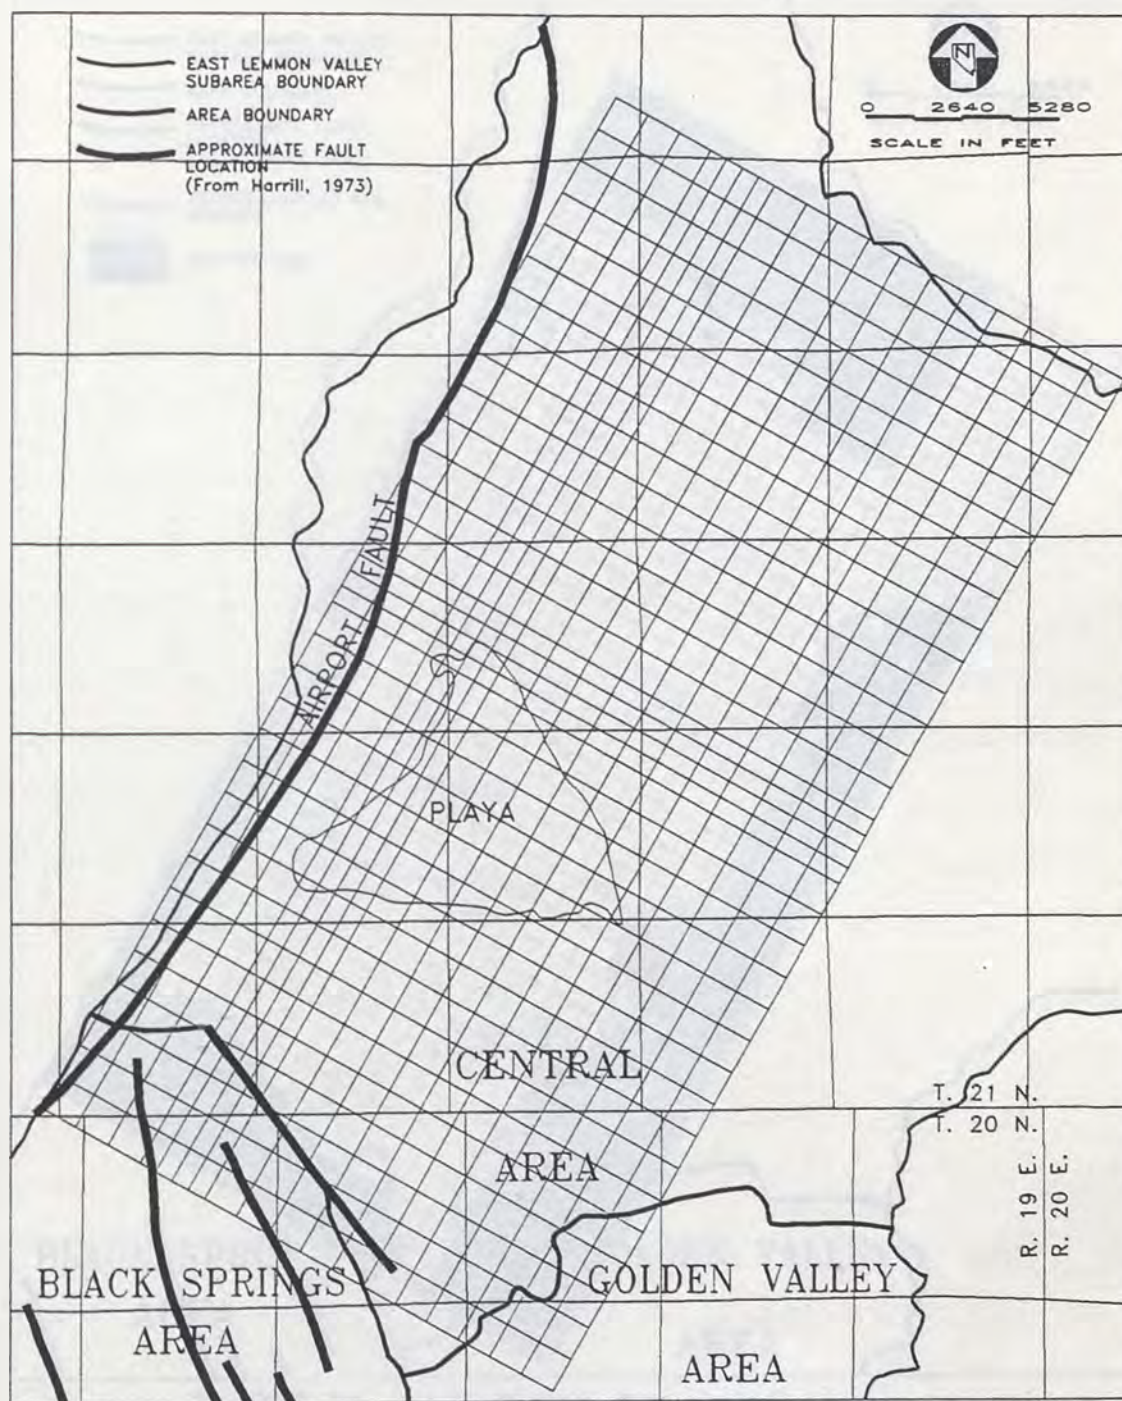 EAST LEMMON VALLEY
SUBAREA BOUNDARY
AREA BOUNDARY
APPROXIMATE FAULT
LOCATION
(From Harrill, 1973)
N
0 2640 5280
SCALE IN FEET
AIRPORT FAULT
PLAYA
CENTRAL
AREA
T. 21 N.
T. 20 N.
R. 19 E.
R. 20 E.
BLACK SPRINGS
AREA
GOLDEN VALLEY
AREA